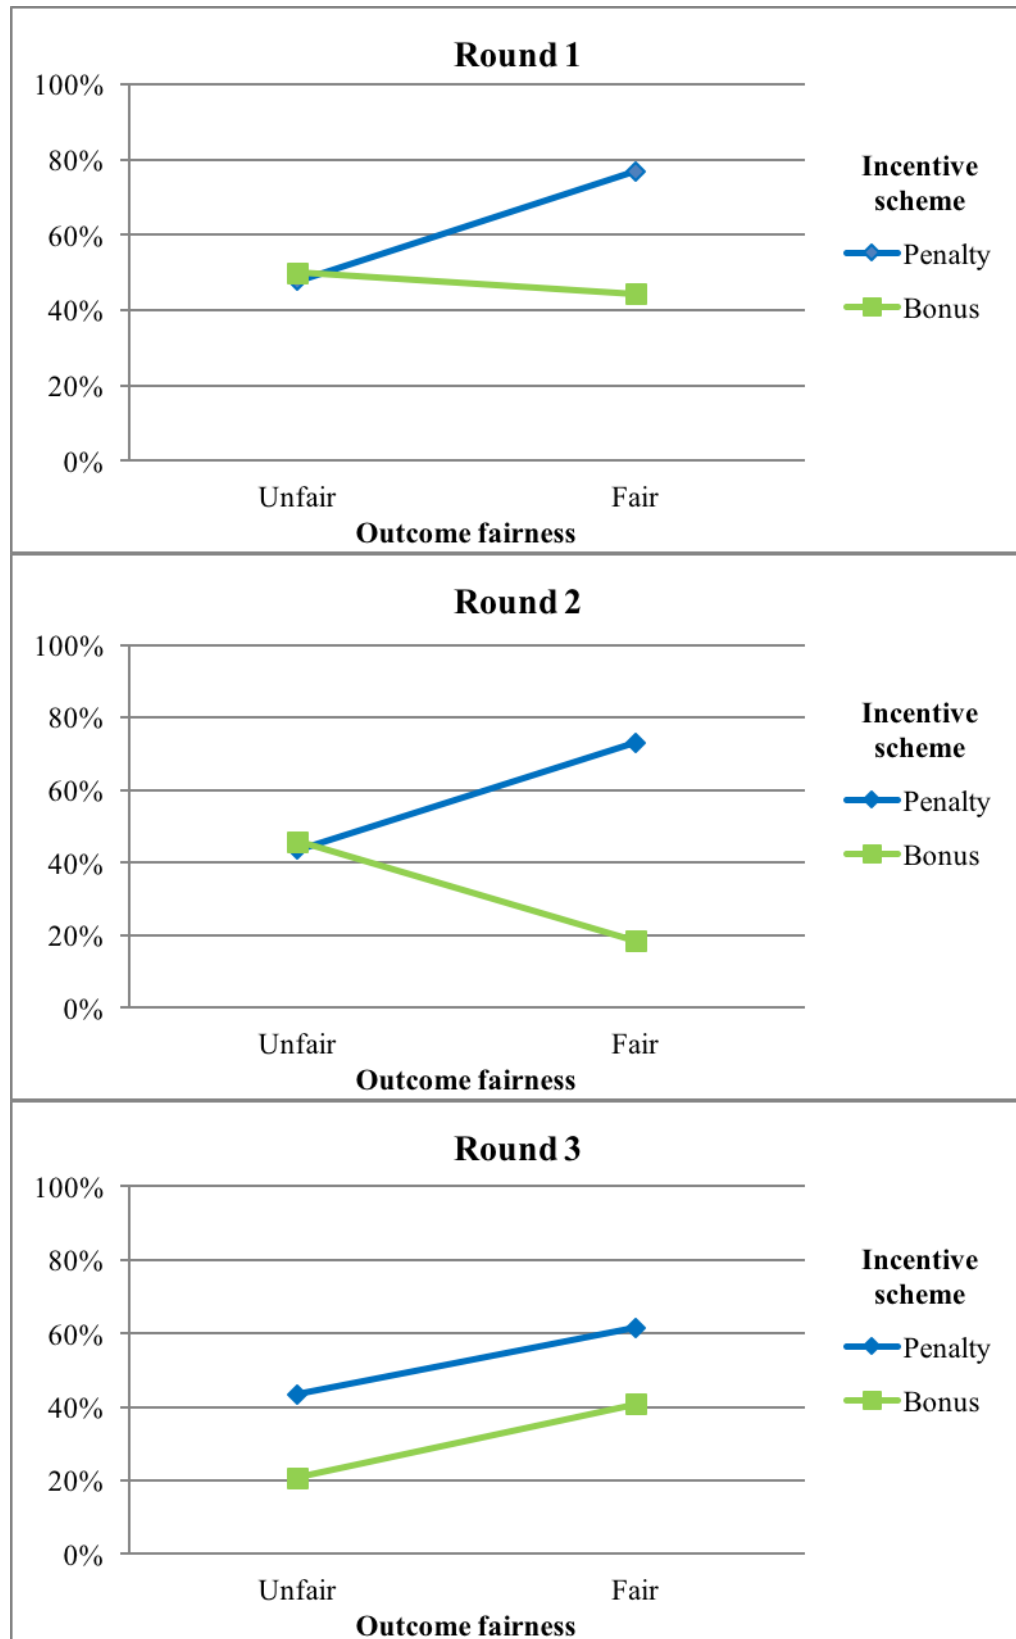 Round 1
100%
80%
60%
40%
20%
0%
Unfair Fair
Outcome fairness
Incentive
scheme
Penalty
Bonus
Round 2
100%
80%
60%
40%
20%
0%
Unfair Fair
Outcome fairness
Incentive
scheme
Penalty
Bonus
Round 3
100%
80%
60%
40%
20%
0%
Unfair Fair
Outcome fairness
Incentive
scheme
Penalty
Bonus